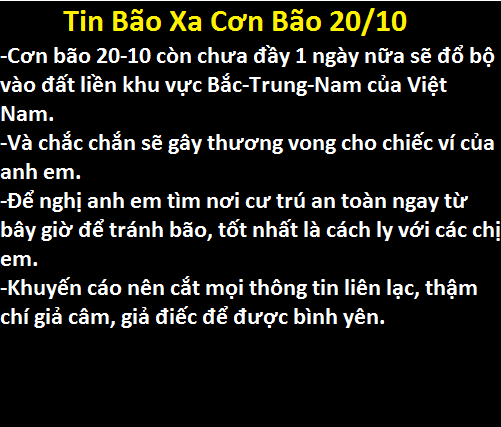 Tin Bão Xa Cơn Bão 20/10
-Cơn bão 20-10 còn chưa đầy 1 ngày nữa sẽ đổ bộ
vào đất liền khu vực Bắc-Trung-Nam của Việt
Nam.
-Và chắc chắn sẽ gây thương vong cho chiếc ví của
anh em.
-Để nghị anh em tìm nơi cư trú an toàn ngay từ
bây giờ để tránh bão, tốt nhất là cách ly với các chị
em.
-Khuyến cáo nên cắt mọi thông tin liên lạc, thậm
chí giả câm, giả điếc để được bình yên.